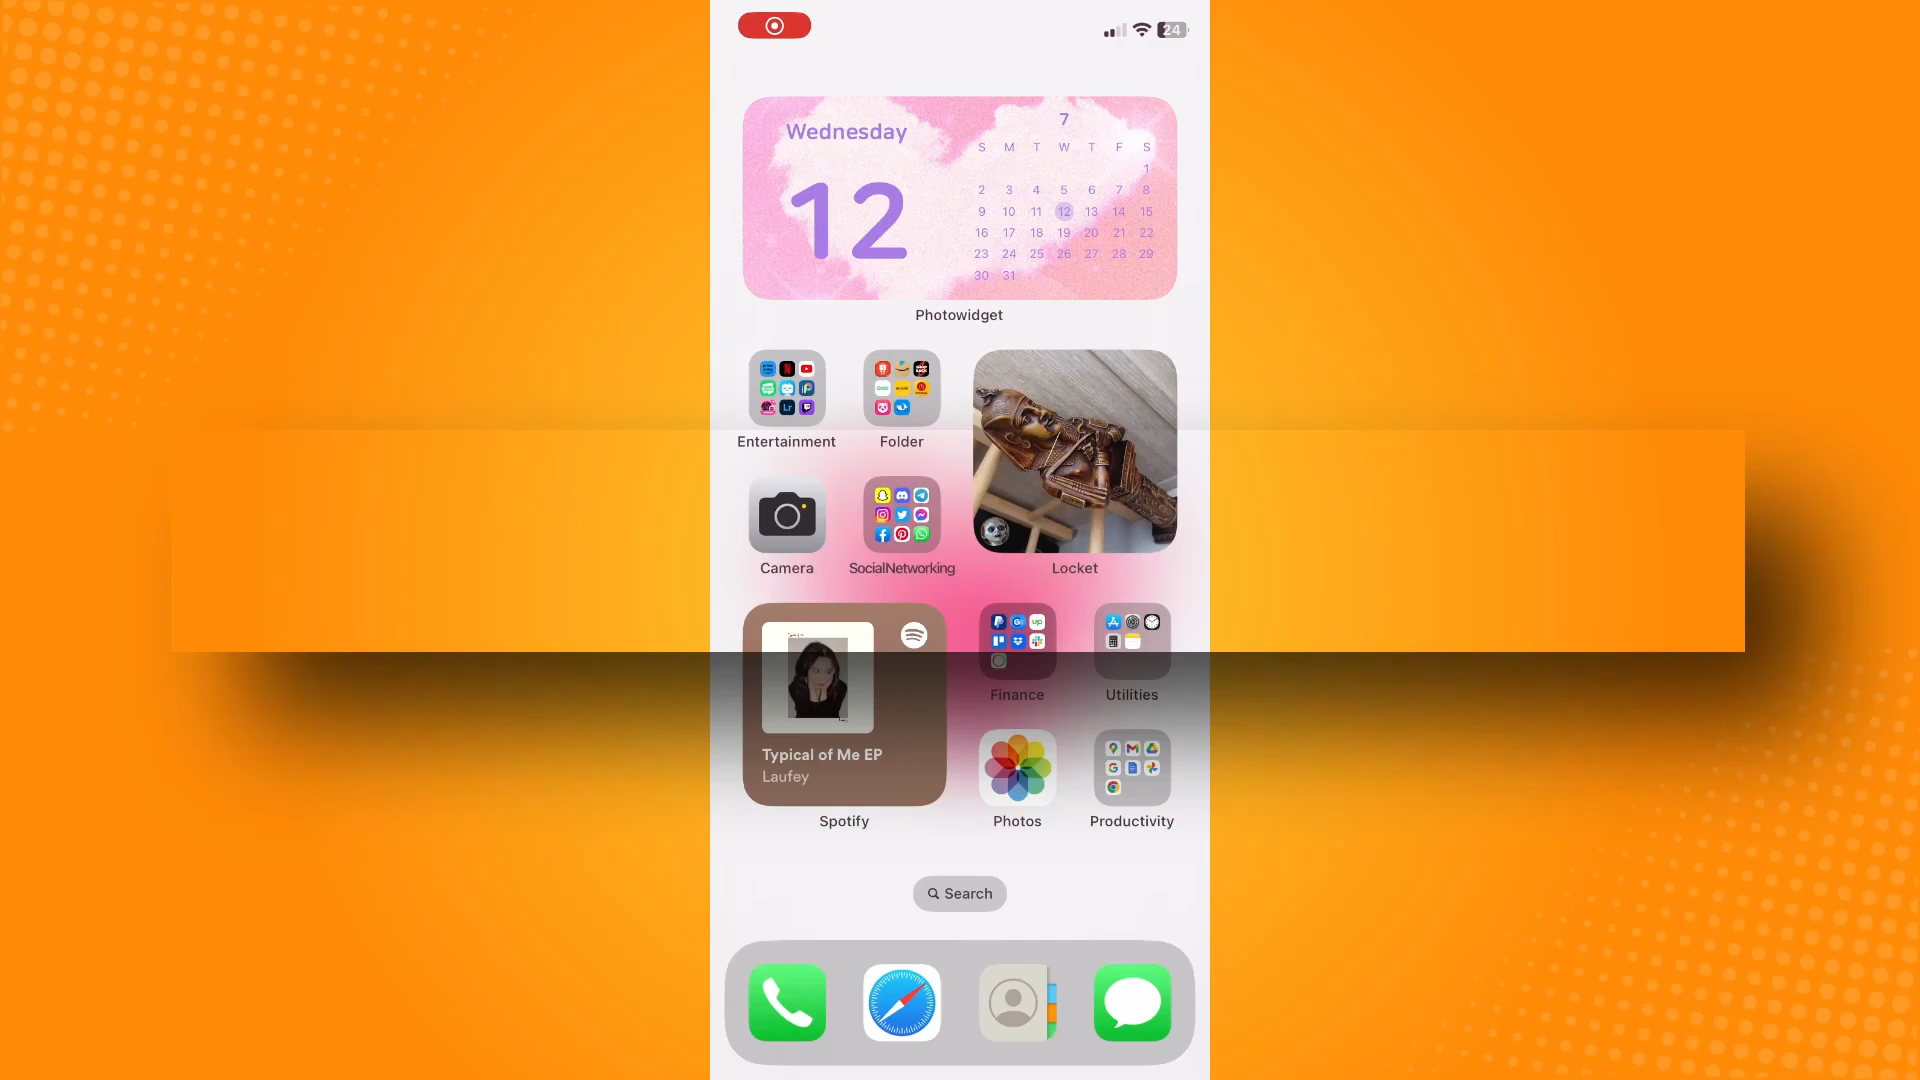 24
Wednesday
12
7
S M T W T F S
1
2 3 4 5 6 7 8
9 10 11 12 13 14 15
16 17 18 19 20 21 22
23 24 25 26 27 28 29
30 31
Photowidget
Entertainment
Folder
Camera
SocialNetworking
Locket
Typical of Me EP
Laufey
Spotify
Finance
Utilities
Photos
Productivity
Search